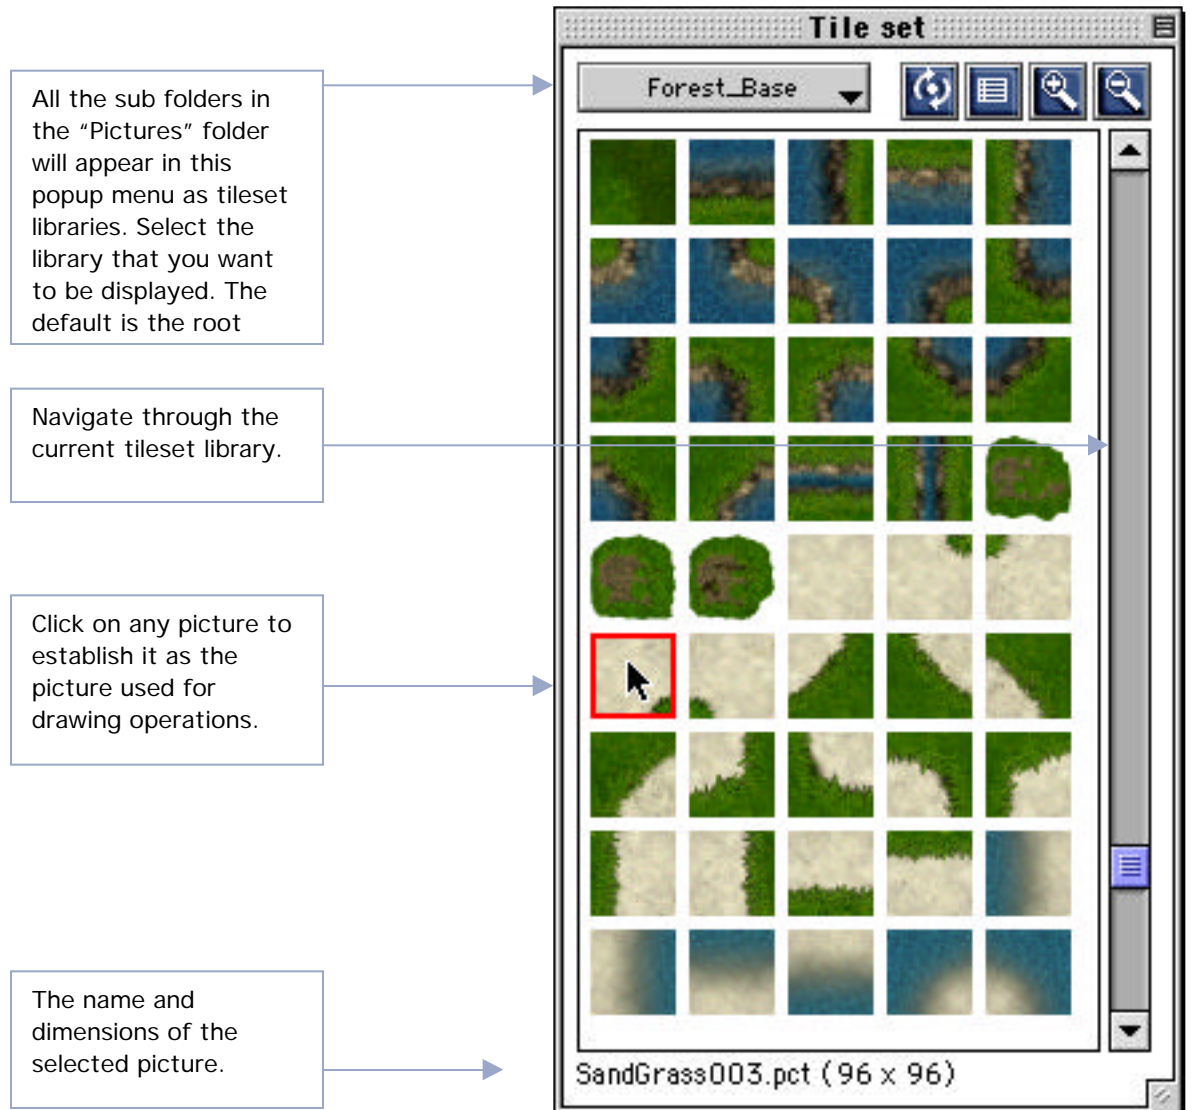 Tile set
Forest_Base
All the sub folders in
the “Pictures” folder
will appear in this
popup menu as tileset
libraries. Select the
library that you want
to be displayed. The
default is the root
Navigate through the
current tileset library.
Click on any picture to
establish it as the
picture used for
drawing operations.
The name and
dimensions of the
selected picture.
SandGrass003.pct ( 96 x 96)